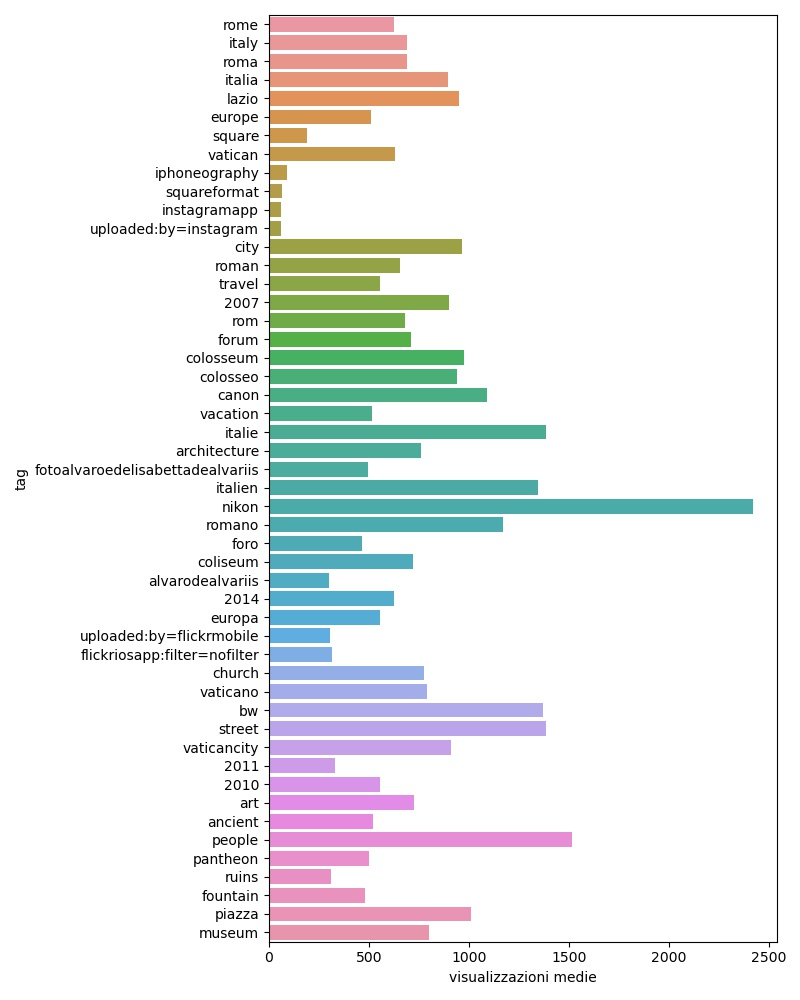 rome
italy
roma
italia
lazio
europe
square
vatican
iphoneography
squareformat
instagramapp
uploaded:by=instagram
city
roman
travel
2007
rom
forum
colosseum
colosseo
canon
vacation
italie
architecture
fotoalvaroedelisabettadealvariis
italien
nikon
romano
foro
coliseum
alvarodealvariis
2014
europa
uploaded:by=flickrmobile
flickriosapp:filter=nofilter
church
vaticano
bw
street
vaticancity
2011
2010
art
ancient
people
pantheon
ruins
fountain
piazza
museum
tag
0 500 1000 1500 2000 2500
visualizzazioni medie